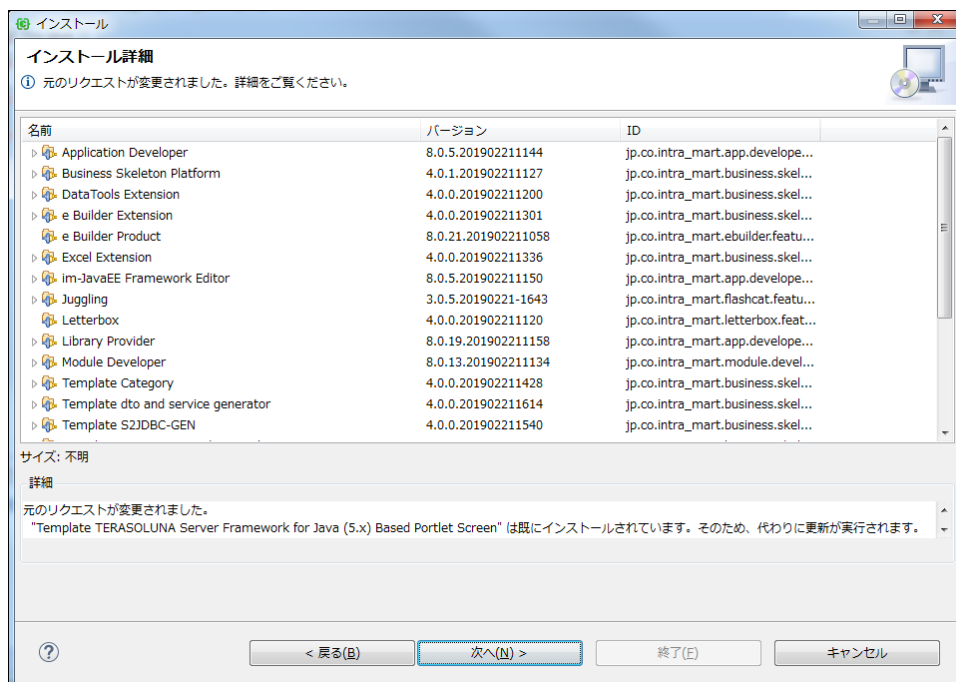 インストール
インストール詳細
元のリクエストが変更されました。詳細をご覧ください。
名前 バージョン ID
Application Developer 8.0.5.201902211144 jp.co.intra_mart.app.develope...
Business Skeleton Platform 4.0.1.201902211127 jp.co.intra_mart.business.skel...
DataTools Extension 4.0.0.201902211200 jp.co.intra_mart.business.skel...
e Builder Extension 4.0.0.201902211301 jp.co.intra_mart.business.skel...
e Builder Product 8.0.21.201902211058 jp.co.intra_mart.ebuilder.featu...
Excel Extension 4.0.0.201902211336 jp.co.intra_mart.business.skel...
im-JavaEE Framework Editor 8.0.5.201902211150 jp.co.intra_mart.app.develope...
Juggling 3.0.5.20190221-1643 jp.co.intra_mart.flashcat.featu...
Letterbox 4.0.0.201902211120 jp.co.intra_mart.letterbox.feat...
Library Provider 8.0.19.201902211158 jp.co.intra_mart.app.develope...
Module Developer 8.0.13.201902211134 jp.co.intra_mart.module.devel...
Template Category 4.0.0.201902211428 jp.co.intra_mart.business.skel...
Template dto and service generator 4.0.0.201902211614 jp.co.intra_mart.business.skel...
Template S2JDBC-GEN 4.0.0.201902211540 jp.co.intra_mart.business.skel...
サイズ: 不明
詳細
元のリクエストが変更されました。
"Template TERASOLUNA Server Framework for Java (5.x) Based Portlet Screen" は既にインストールされています。そのため、代わりに更新が実行されます。
< 戻る(B) 次へ(N) > 終了(F) キャンセル